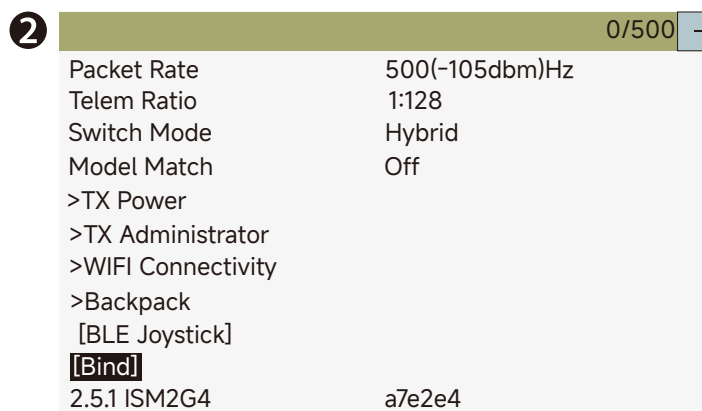 2
0/500 -
Packet Rate 500(-105dbm)Hz
Telem Ratio 1:128
Switch Mode Hybrid
Model Match Off
>TX Power
>TX Administrator
>WIFI Connectivity
>Backpack
[BLE Joystick]
[Bind]
2.5.1 ISM2G4 a7e2e4